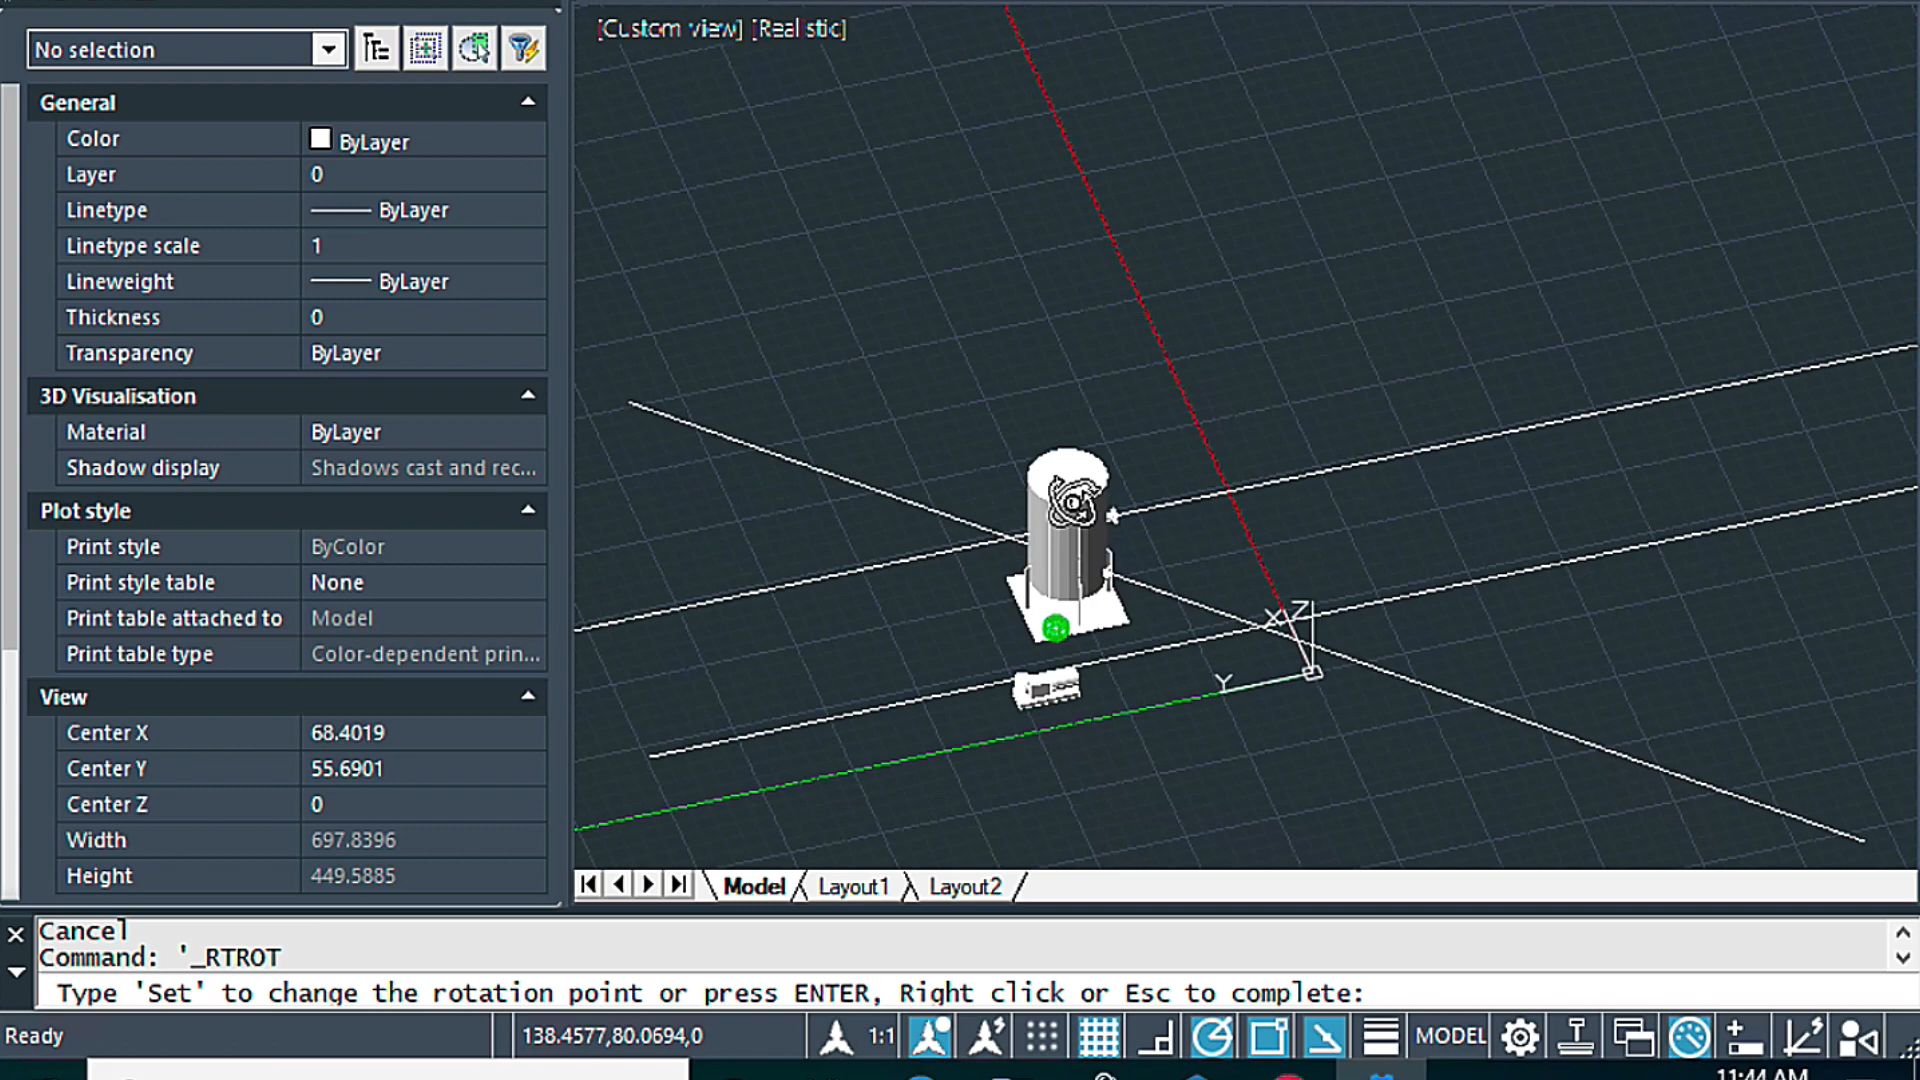 No selection
[Custom view] [Real stic]
General
Color ByLayer
Layer 0
Linetype ByLayer
Linetype scale 1
Lineweight ByLayer
Thickness 0
Transparency ByLayer
3D Visualisation
Material ByLayer
Shadow display Shadows cast and rec...
Plot style
Print style ByColor
Print style table None
Print table attached to Model
Print table type Color-dependent prin...
View
Center X 68.4019
Center Y 55.6901
Center Z 0
Width 697.8396
Height 449.5885
X Z
Y
Model Layout1 Layout2
Cancel
Command: '_RTROT
Type 'Set' to change the rotation point or press ENTER, Right click or Esc to complete:
Ready 138.4577,80.0694,0 1:1 MODEL
11:44 AM